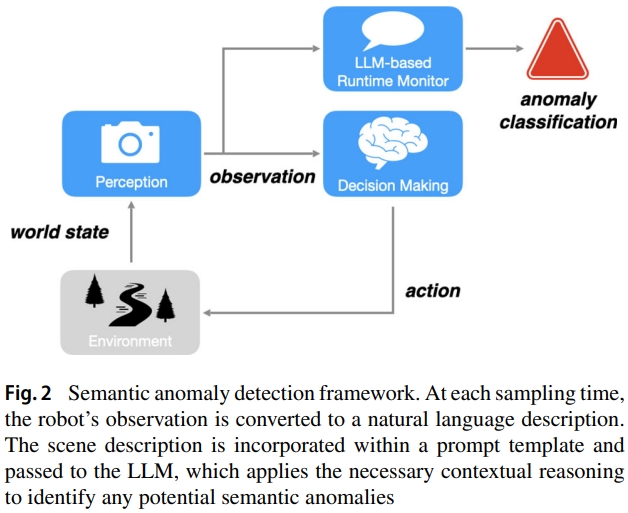 LLM-based
Runtime Monitor
anomaly
classification
Perception
observation
Decision Making
world state
action
Environment
Fig. 2 Semantic anomaly detection framework. At each sampling time,
the robot's observation is converted to a natural language description.
The scene description is incorporated within a prompt template and
passed to the LLM, which applies the necessary contextual reasoning
to identify any potential semantic anomalies